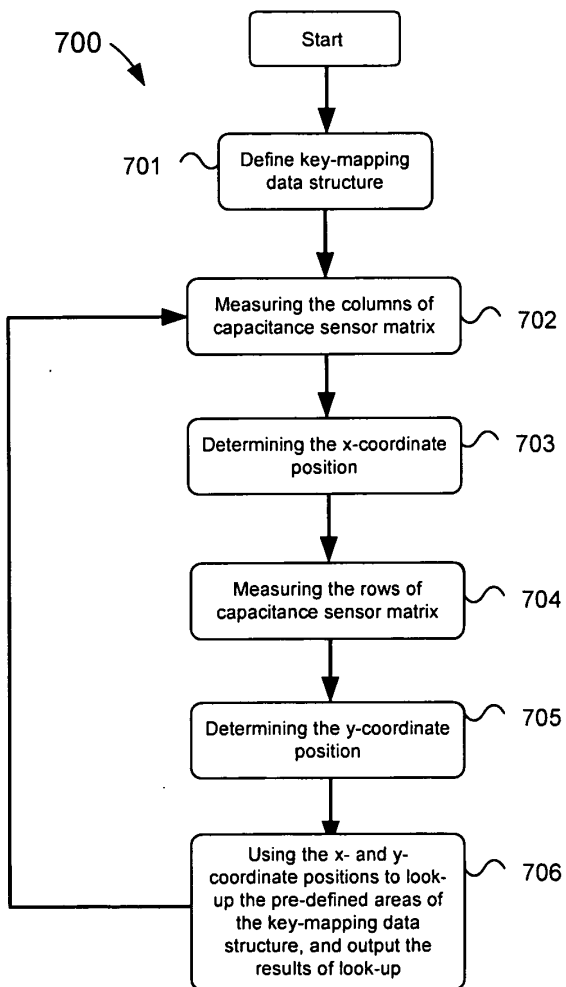 Start
700
701
Define key-mapping
data structure
Measuring the columns of
capacitance sensor matrix
702
Determining the x-coordinate
position
703
Measuring the rows of
capacitance sensor matrix
704
Determining the y-coordinate
position
705
Using the x- and y-
coordinate positions to look-
up the pre-defined areas of
the key-mapping data
structure, and output the
results of look-up
706